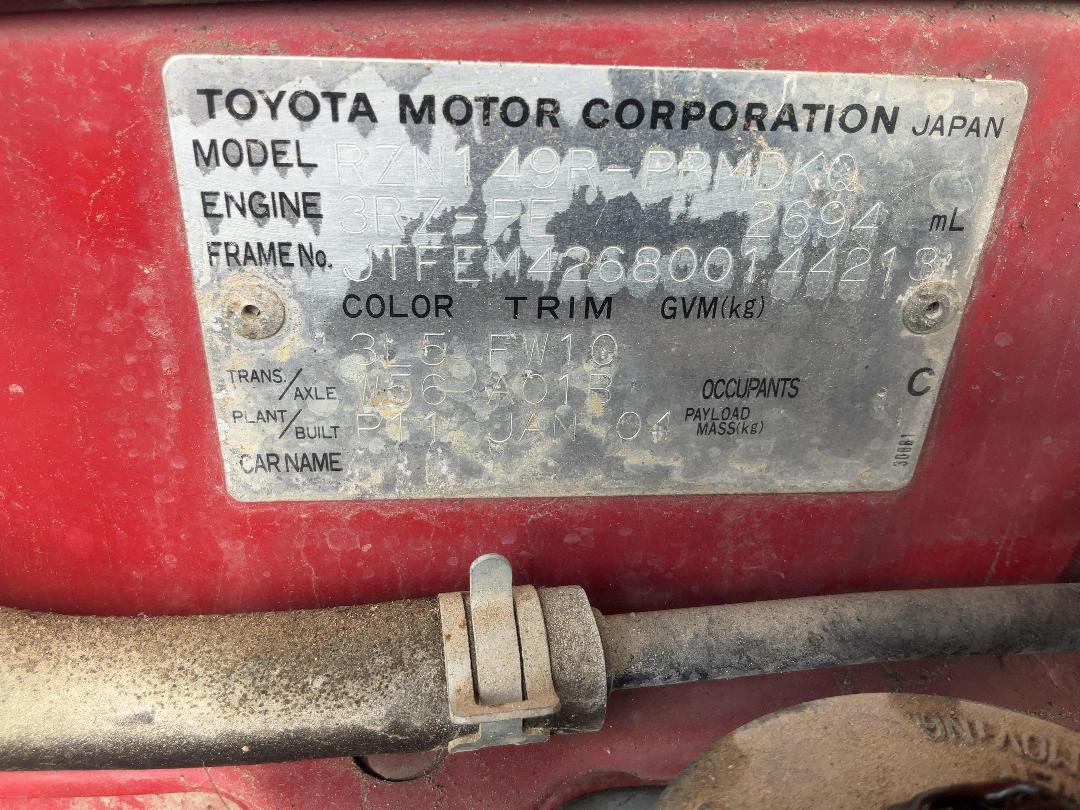 TOYOTA MOTOR CORPORATION JAPAN
MODEL RZN149R-PRMDKQ
ENGINE 3RZ-FE 2694 mL
FRAME No. JTFEM426800144213
COLOR TRIM GVM(kg)
3L5 FW10
TRANS./AXLE W56 A01B OCCUPANTS C
PLANT/BUILT P11 JAN 04 PAYLOAD MASS(kg)
CAR NAME
308B1